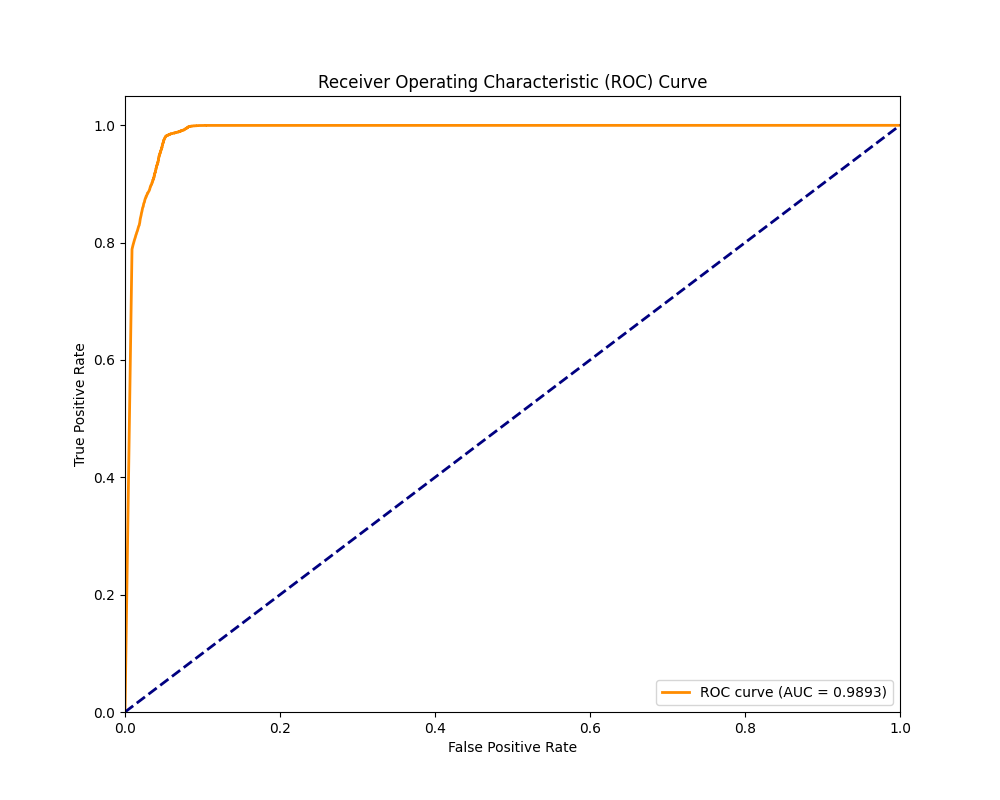 Receiver Operating Characteristic (ROC) Curve
True Positive Rate
1.0
0.8
0.6
0.4
0.2
0.0
0.0 0.2 0.4 0.6 0.8 1.0
False Positive Rate
ROC curve (AUC = 0.9893)